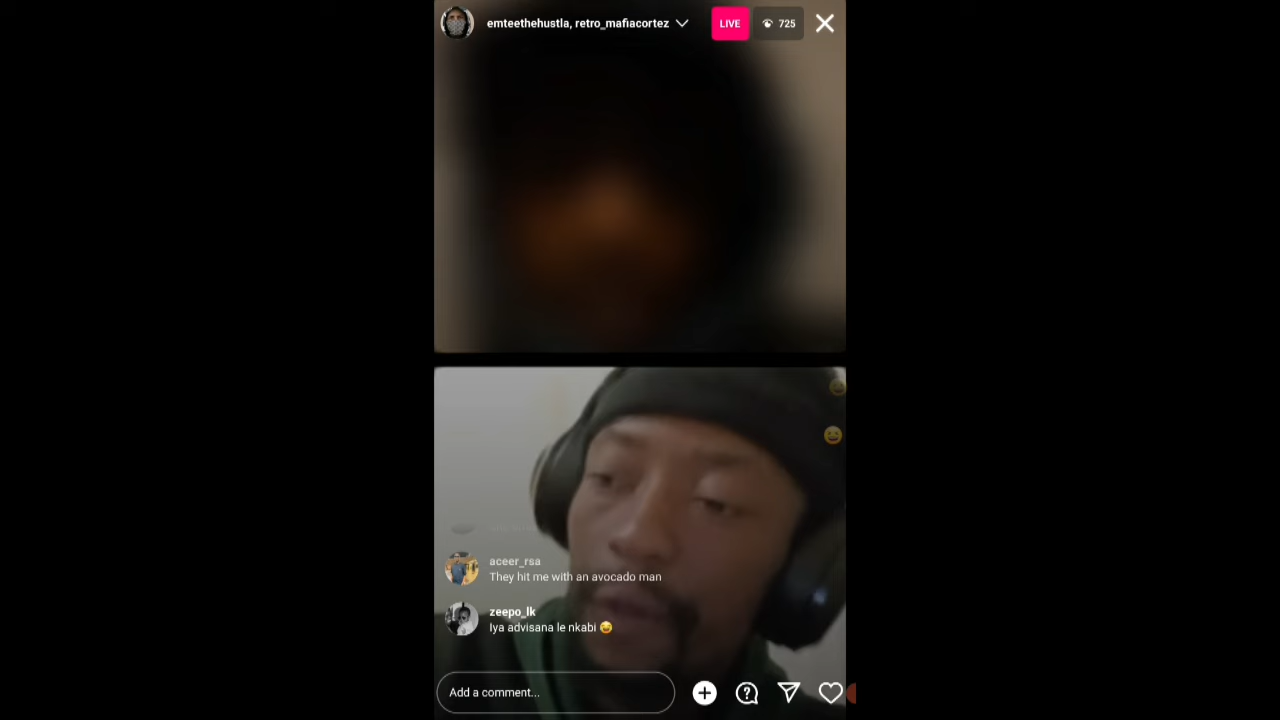 emteethehustla, retro_mafiacortez
LIVE
725
aceer_rsa
They hit me with an avocado man
zeepo_lk
Iya advisana le nkabi 😂
Add a comment...